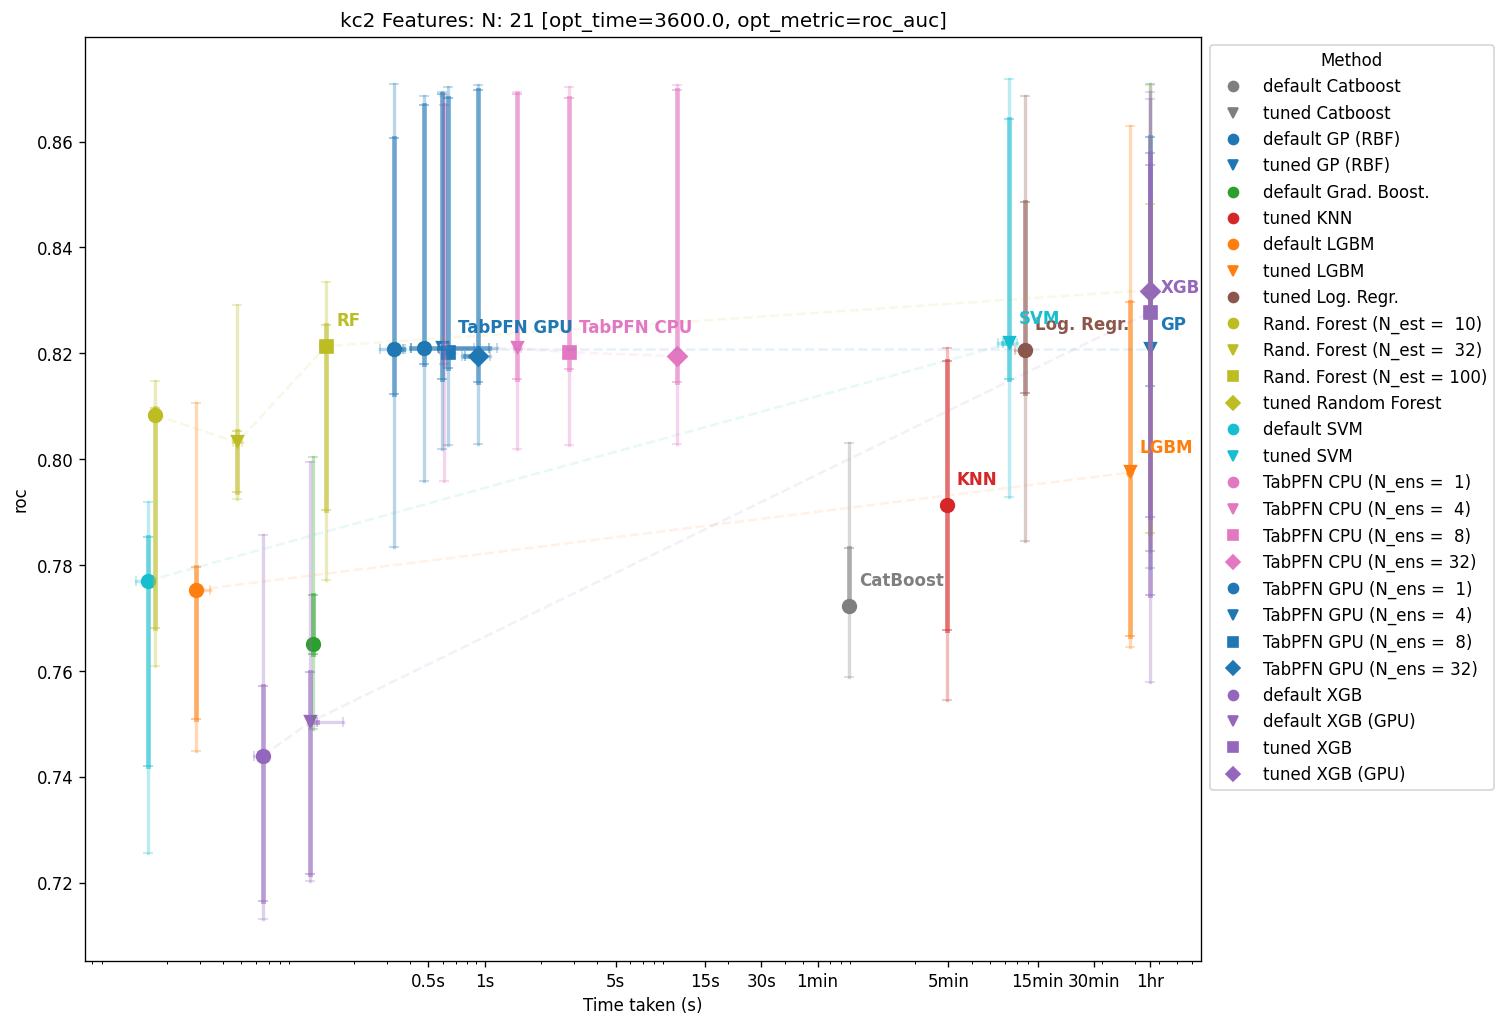 kc2 Features: N: 21 [opt_time=3600.0, opt_metric=roc_auc]
roc
0.86
0.84
0.82
0.80
0.78
0.76
0.74
0.72
RF
TabPFN GPU
TabPFN CPU
SVM
Log. Regr.
XGB
GP
LGBM
KNN
CatBoost
0.5s
1s
5s
15s
30s
1min
5min
15min
30min
1hr
Time taken (s)
Method
default Catboost
tuned Catboost
default GP (RBF)
tuned GP (RBF)
default Grad. Boost.
tuned KNN
default LGBM
tuned LGBM
tuned Log. Regr.
Rand. Forest (N_est =  10)
Rand. Forest (N_est =  32)
Rand. Forest (N_est = 100)
tuned Random Forest
default SVM
tuned SVM
TabPFN CPU (N_ens =  1)
TabPFN CPU (N_ens =  4)
TabPFN CPU (N_ens =  8)
TabPFN CPU (N_ens = 32)
TabPFN GPU (N_ens =  1)
TabPFN GPU (N_ens =  4)
TabPFN GPU (N_ens =  8)
TabPFN GPU (N_ens = 32)
default XGB
default XGB (GPU)
tuned XGB
tuned XGB (GPU)